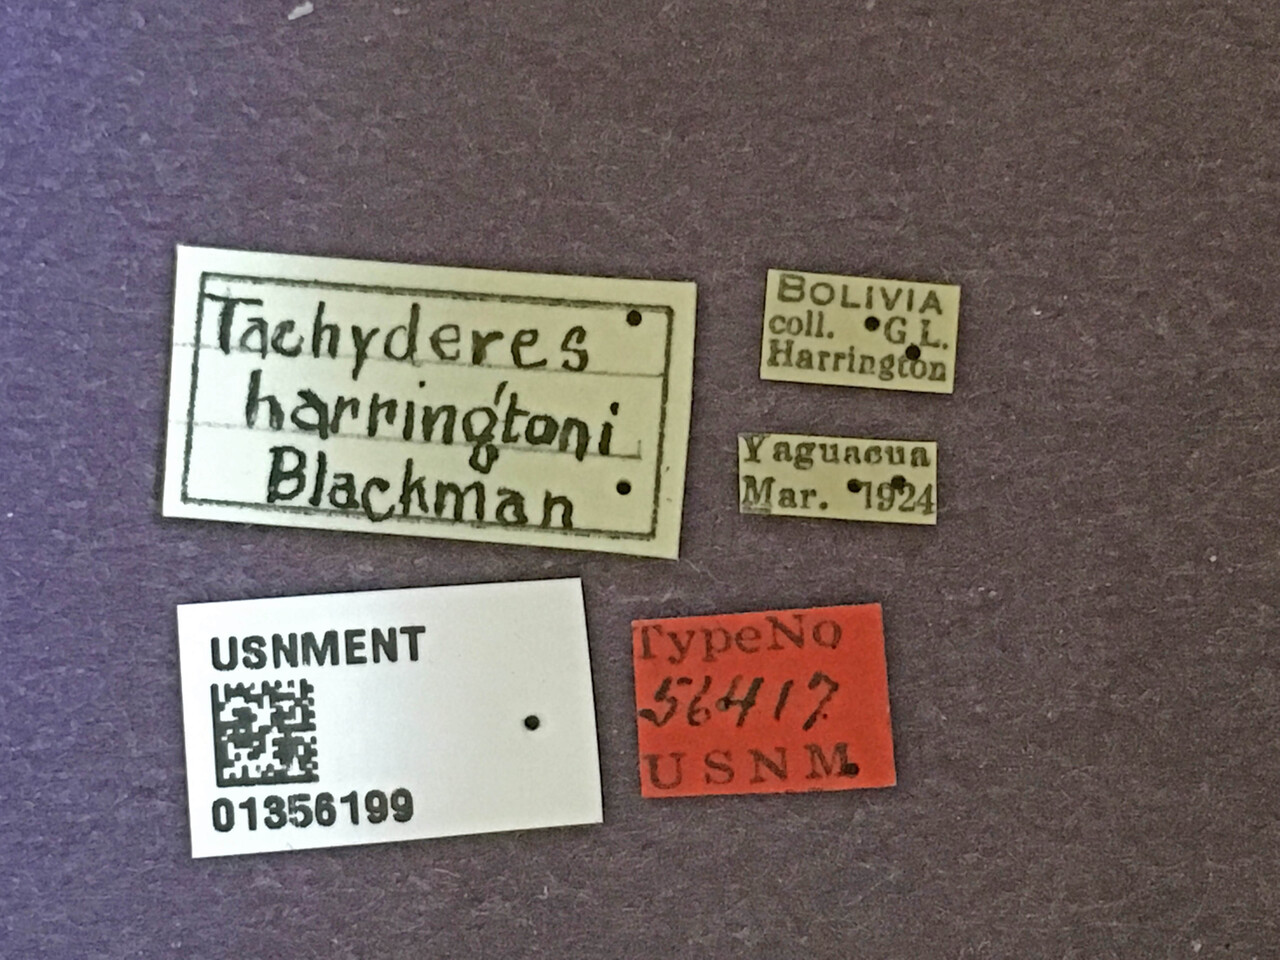 Tachyderes
harringtoni
Blackman
BOLIVIA
coll. G.L.
Harrington
Yaguacua
Mar. 1924
USNMENT
01356199
TypeNo
56417
USNM